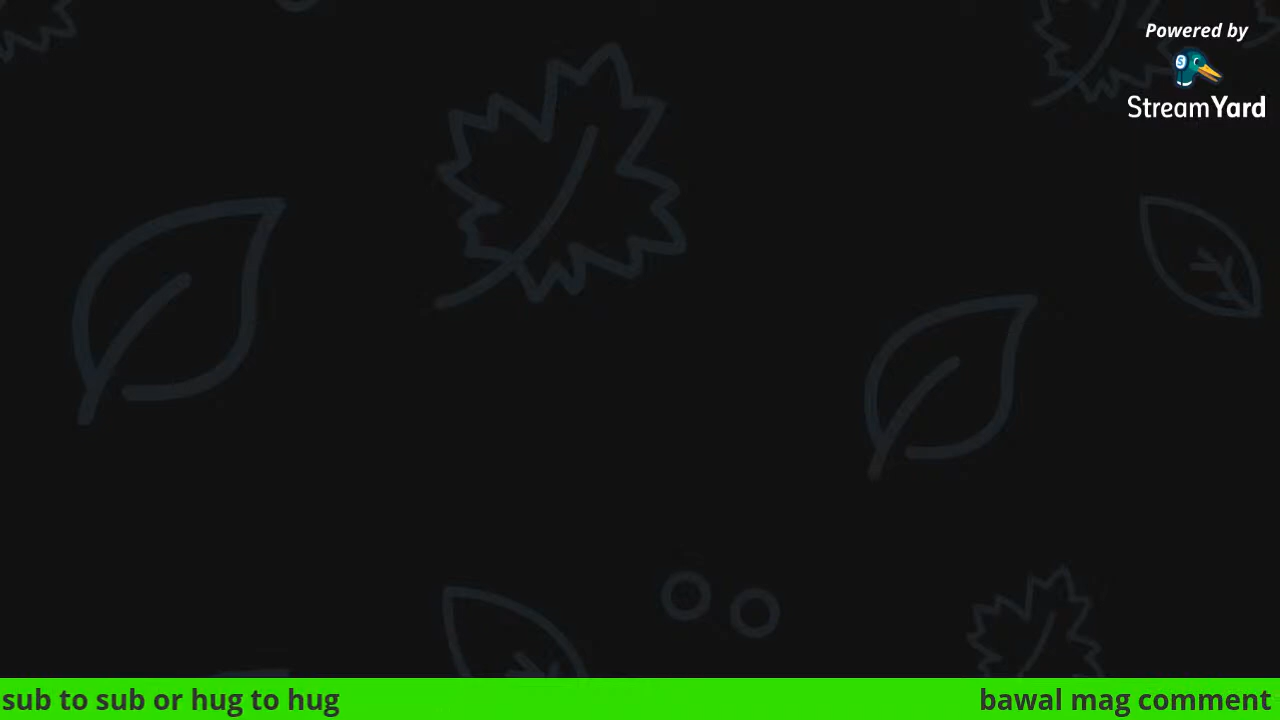 Powered by
StreamYard
sub to sub or hug to hug
bawal mag comment